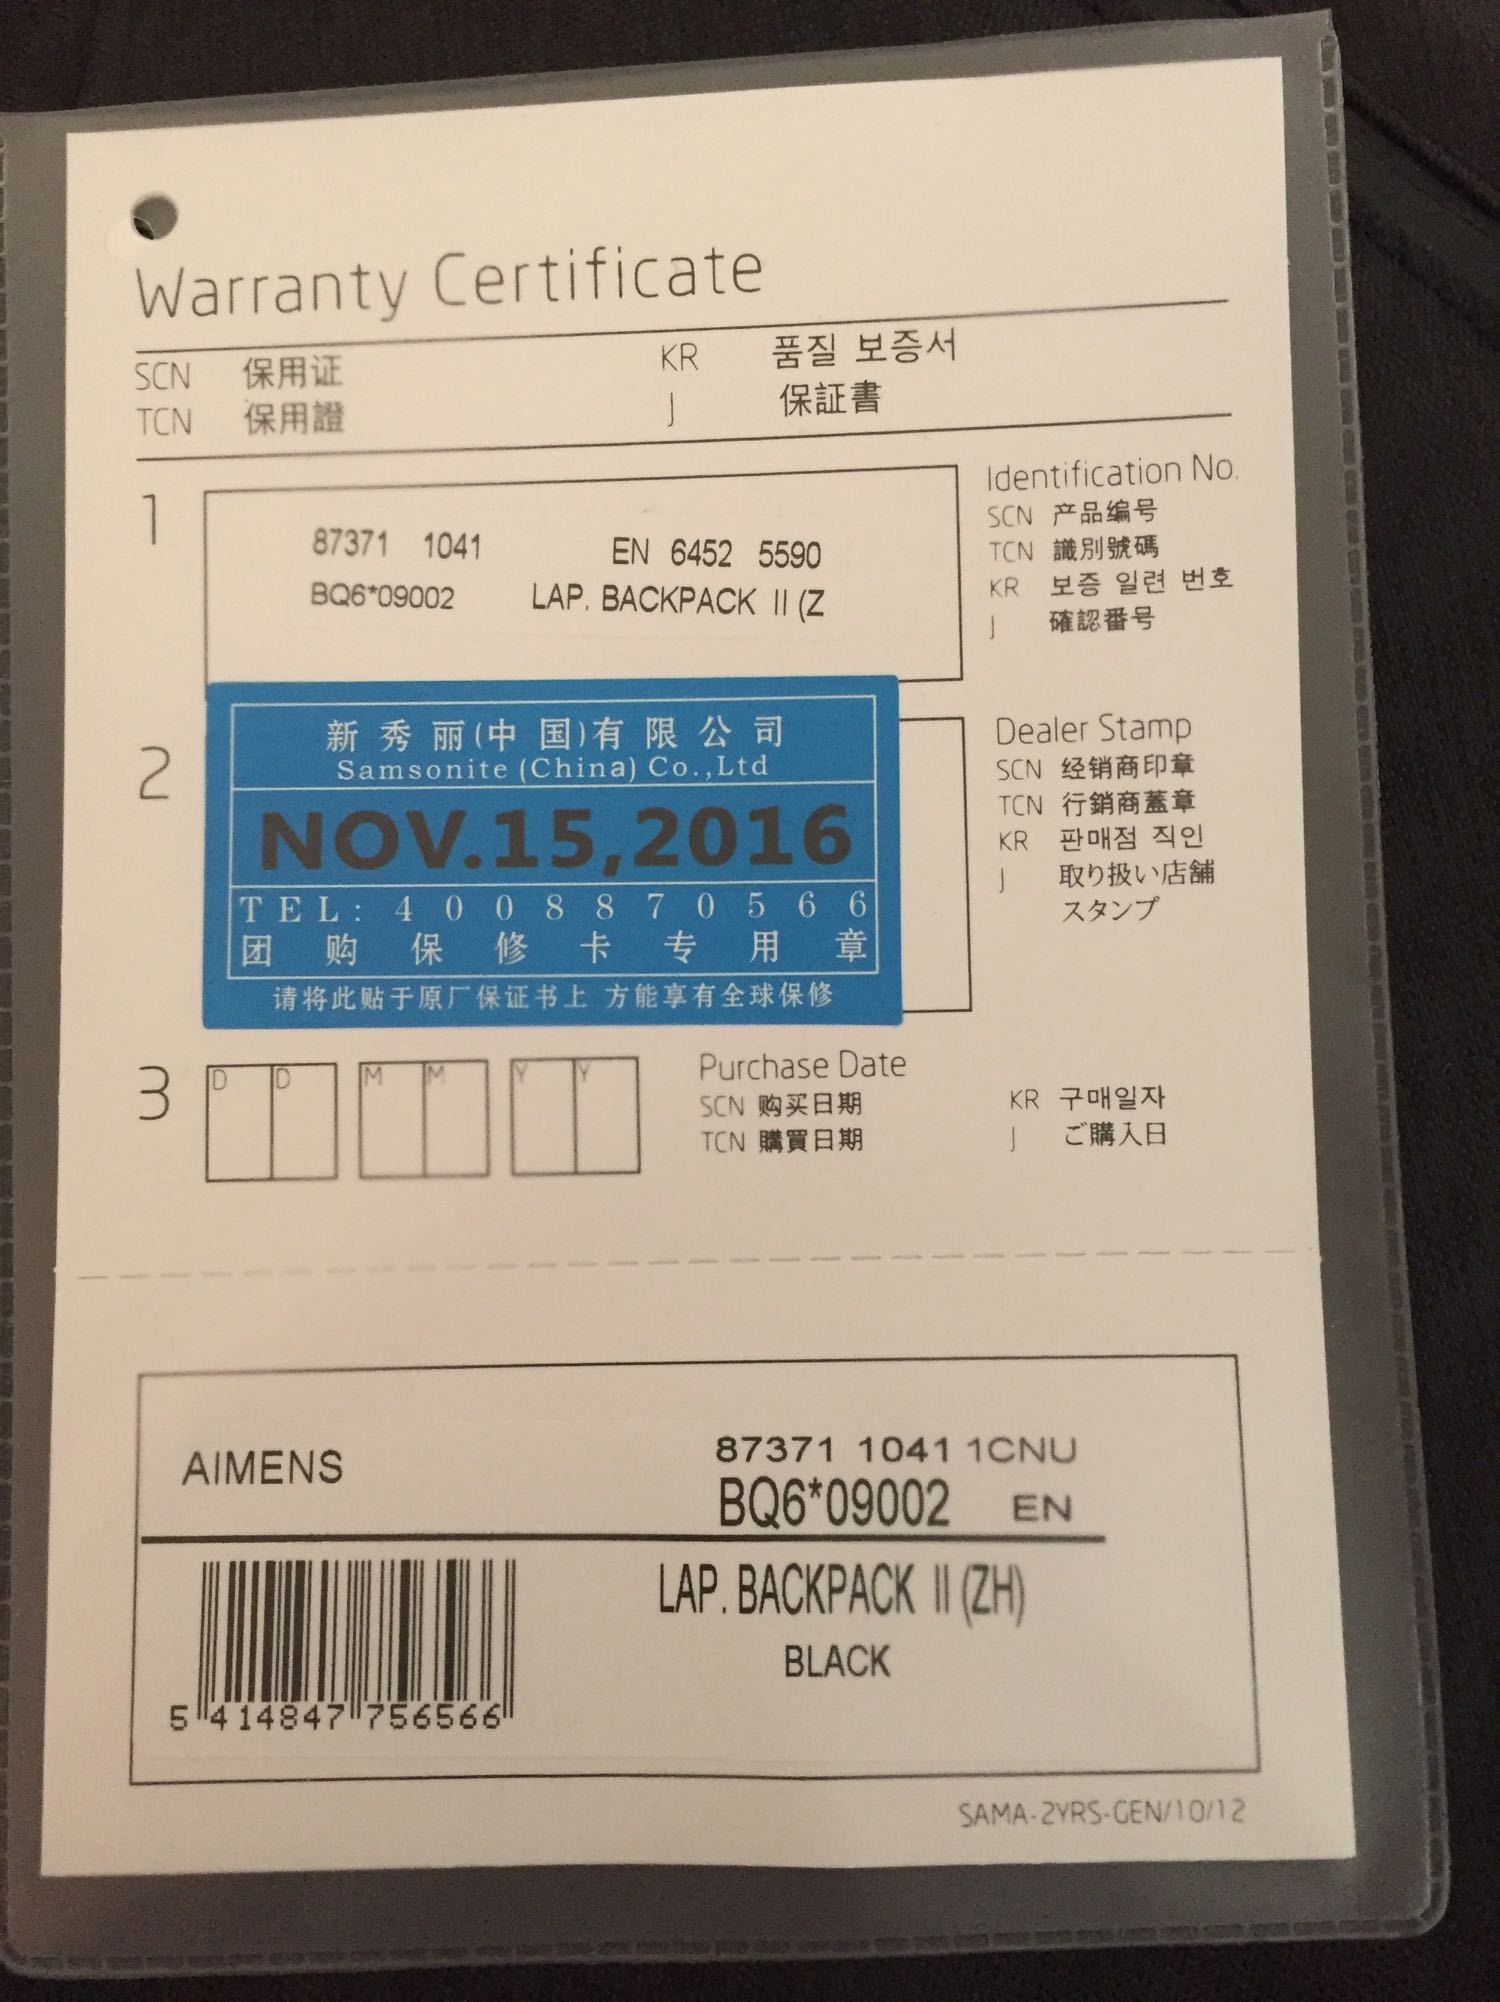 Warranty Certificate
SCN 保用证
KR 품질 보증서
TCN 保用證
J 保証書
1
87371 1041 EN 6452 5590
BQ6*09002 LAP. BACKPACK II (Z
Identification No.
SCN 产品编号
TCN 識別號碼
KR 보증 일련 번호
J 確認番号
2
新秀丽(中国)有限公司
Samsonite (China) Co.,Ltd
NOV.15,2016
TEL: 4008870566
团购保修卡专用章
请将此贴于原厂保证书上 方能享有全球保修
Dealer Stamp
SCN 经销商印章
TCN 行銷商蓋章
KR 판매점 직인
J 取り扱い店舗
スタンプ
3
D D M M Y Y
Purchase Date
SCN 购买日期
TCN 購買日期
KR 구매일자
J ご購入日
AIMENS
87371 1041 1CNU
BQ6*09002 EN
LAP. BACKPACK II (ZH)
BLACK
5 414847 756566
SAMA-2YRS-GEN/10/12